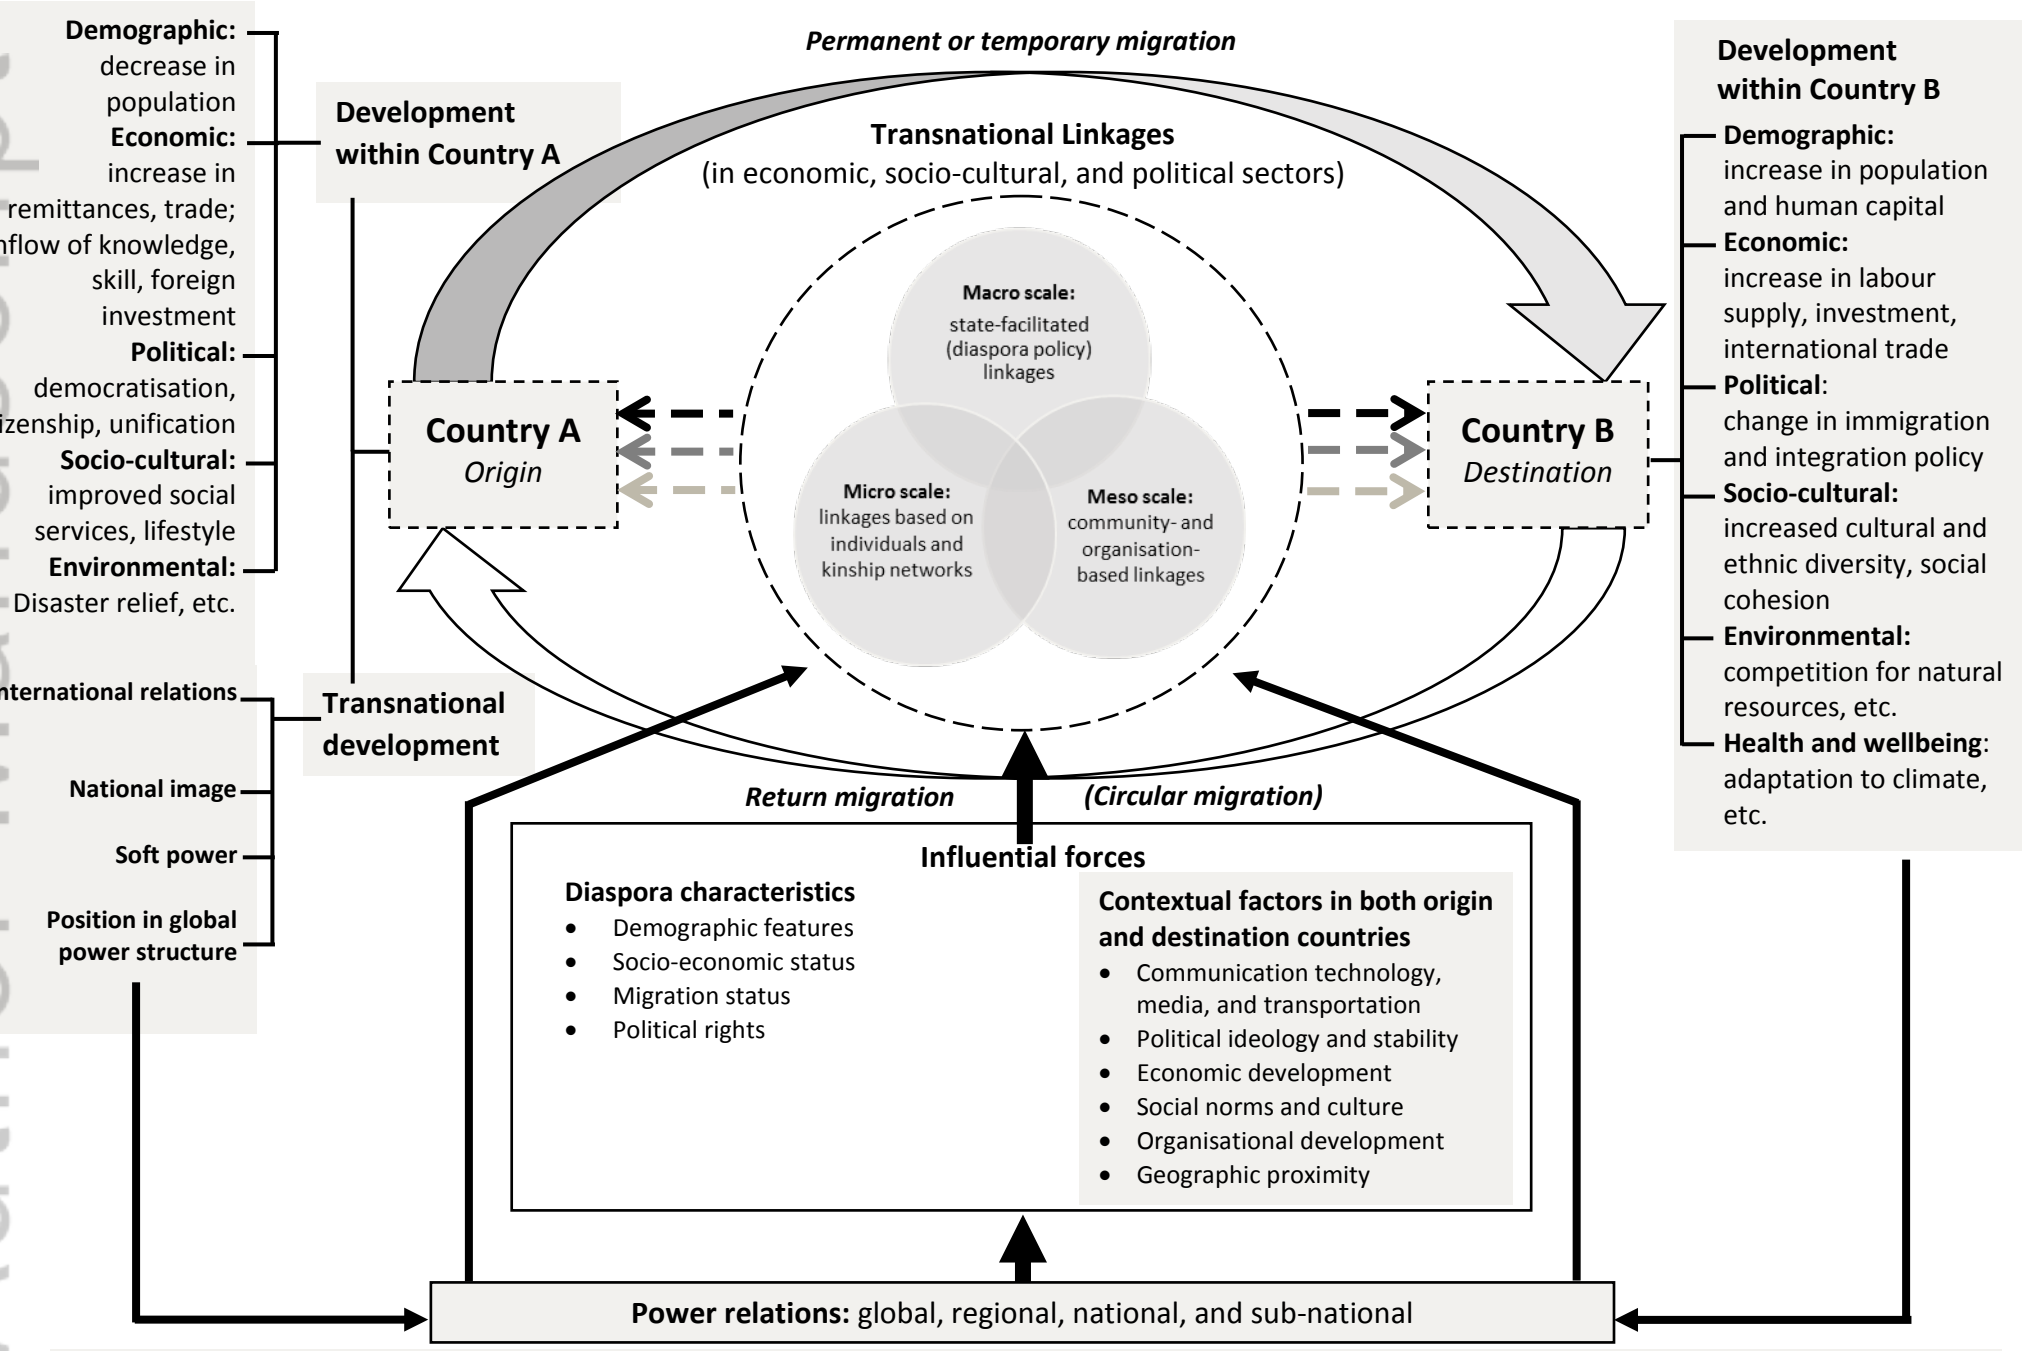 Permanent or temporary migration
Demographic:
decrease in
population
Economic:
increase in
remittances, trade;
of knowledge,
skill, foreign
investment
Political:
democratisation,
unification
Socio-cultural:
improved social
services, lifestyle
Environmental:
Disaster relief, etc.
relations
National image
Soft power
Position in global
power structure
Development
within Country A
Transnational
development
Country A
Origin
Transnational Linkages
(in economic, socio-cultural, and political sectors)
Macro scale:
state-facilitated
(diaspora policy)
linkages
Micro scale:
linkages based on
individuals and
kinship networks
Meso scale:
community- and
organisation-
based linkages
Country B
Destination
Development
within Country B
Demographic:
increase in population
and human capital
Economic:
increase in labour
supply, investment,
international trade
Political:
change in immigration
and integration policy
Socio-cultural:
increased cultural and
ethnic diversity, social
cohesion
Environmental:
competition for natural
resources, etc.
Health and wellbeing:
adaptation to climate,
etc.
Return migration
(Circular migration)
Influential forces
Diaspora characteristics
• Demographic features
• Socio-economic status
• Migration status
• Political rights
Contextual factors in both origin
and destination countries
• Communication technology,
media, and transportation
• Political ideology and stability
• Economic development
• Social norms and culture
• Organisational development
• Geographic proximity
Power relations: global, regional, national, and sub-national